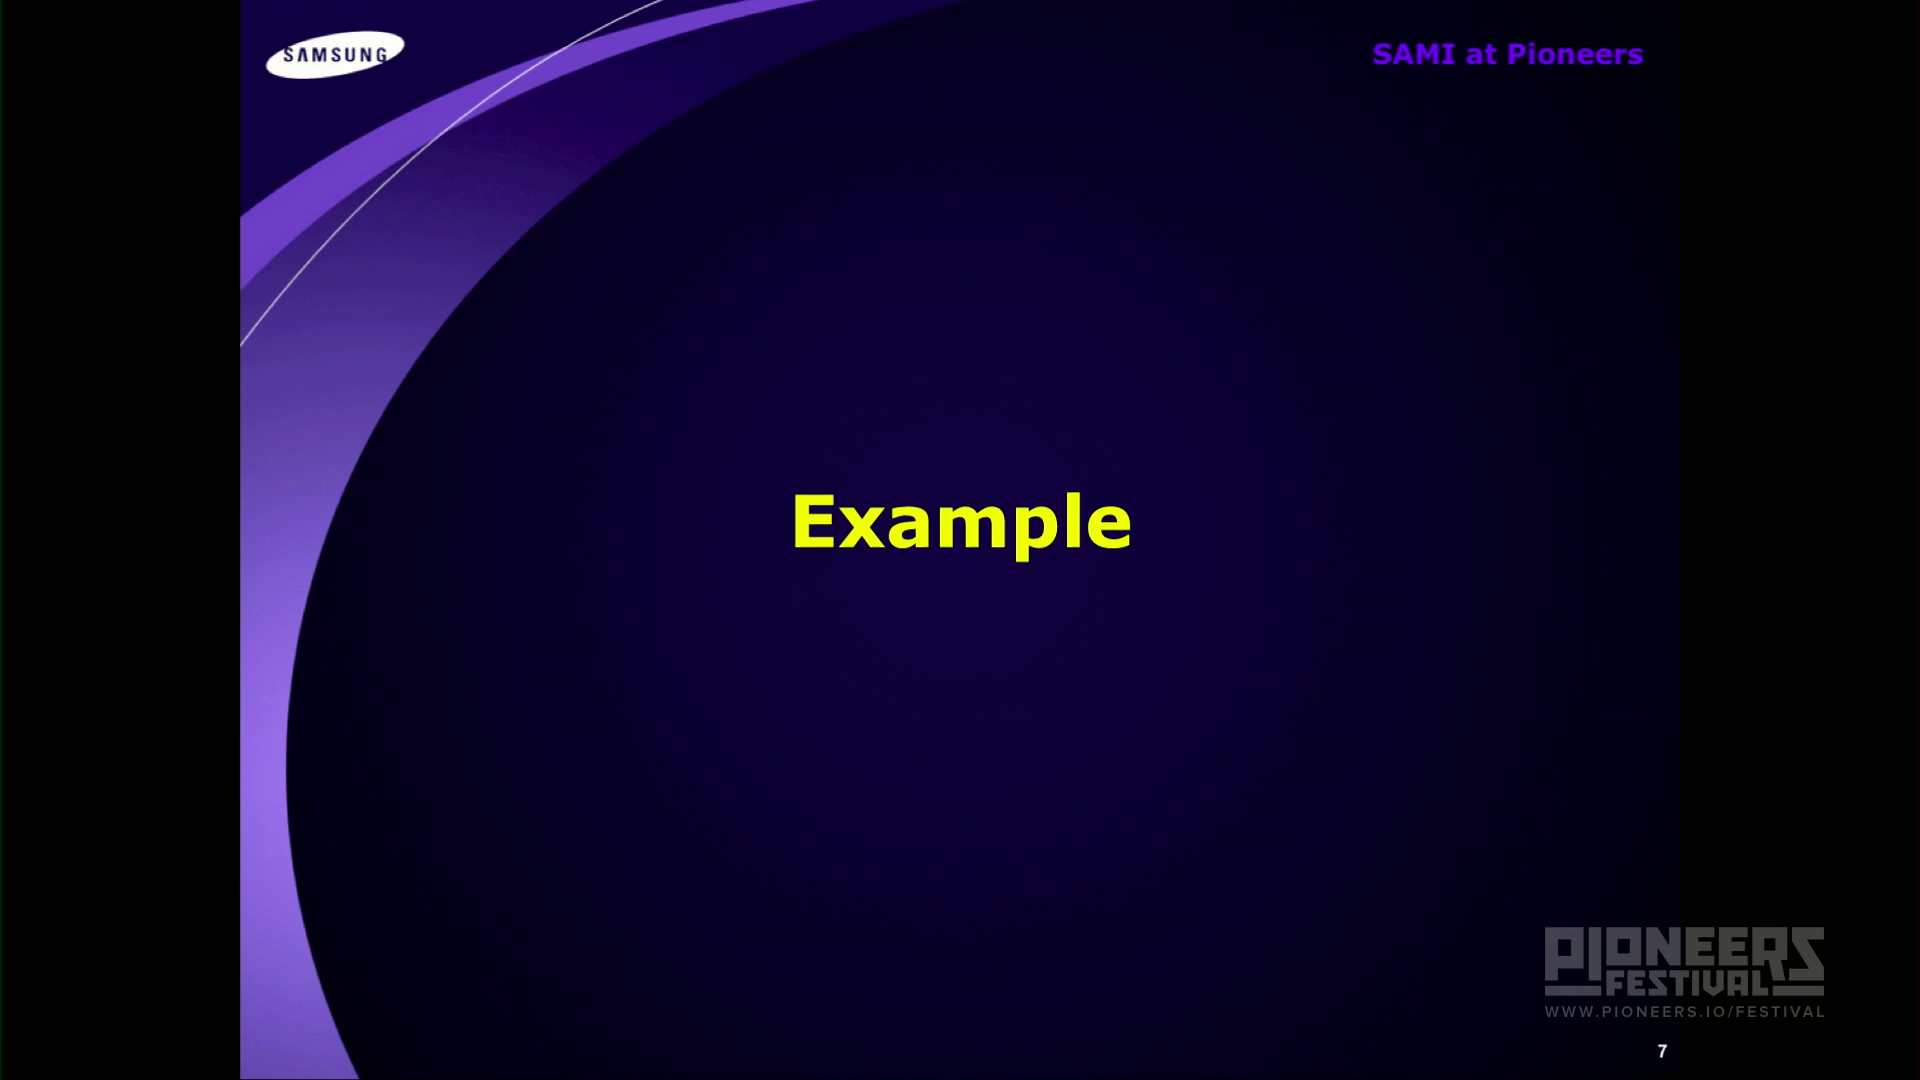 SAMSUNG
SAMI at Pioneers
Example
PIONEERS
FESTIVAL
WWW.PIONEERS.IO/FESTIVAL
7